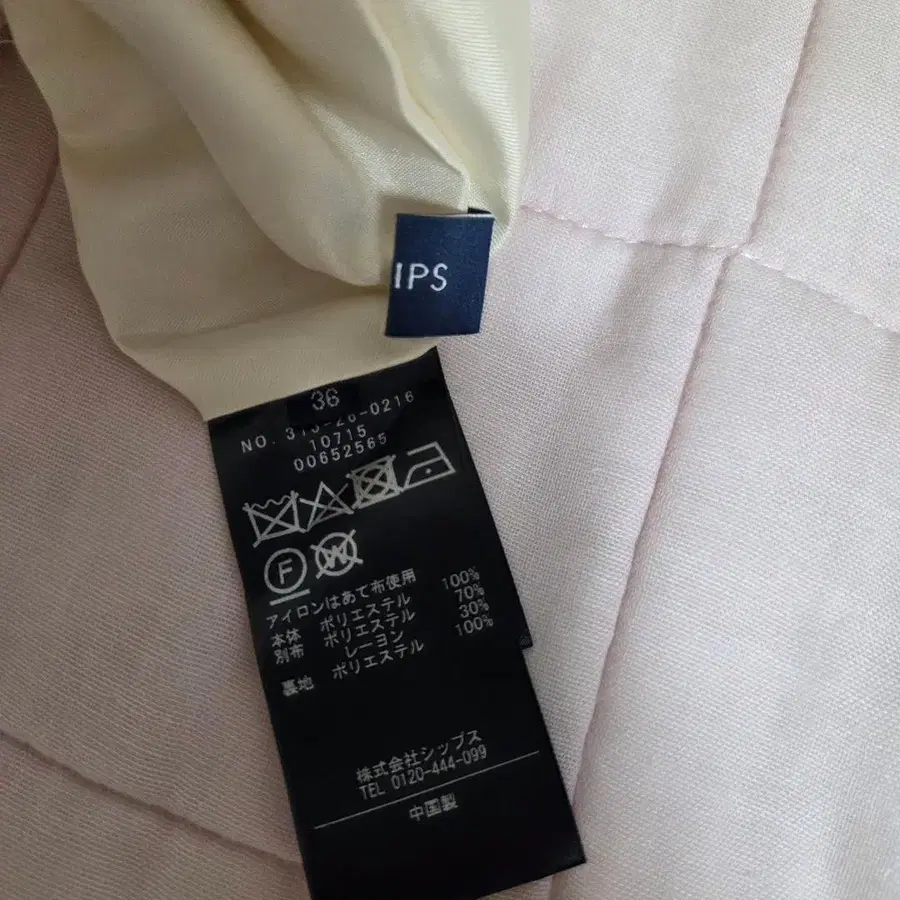 IPS
36
NO. 313-26-0216
10715
00652565
F
W
アイロンはあて布使用
本体 ポリエステル 100%
別布 ポリエステル 70%
レーヨン 30%
裏地 ポリエステル 100%
株式会社シップス
TEL 0120-444-099
中国製